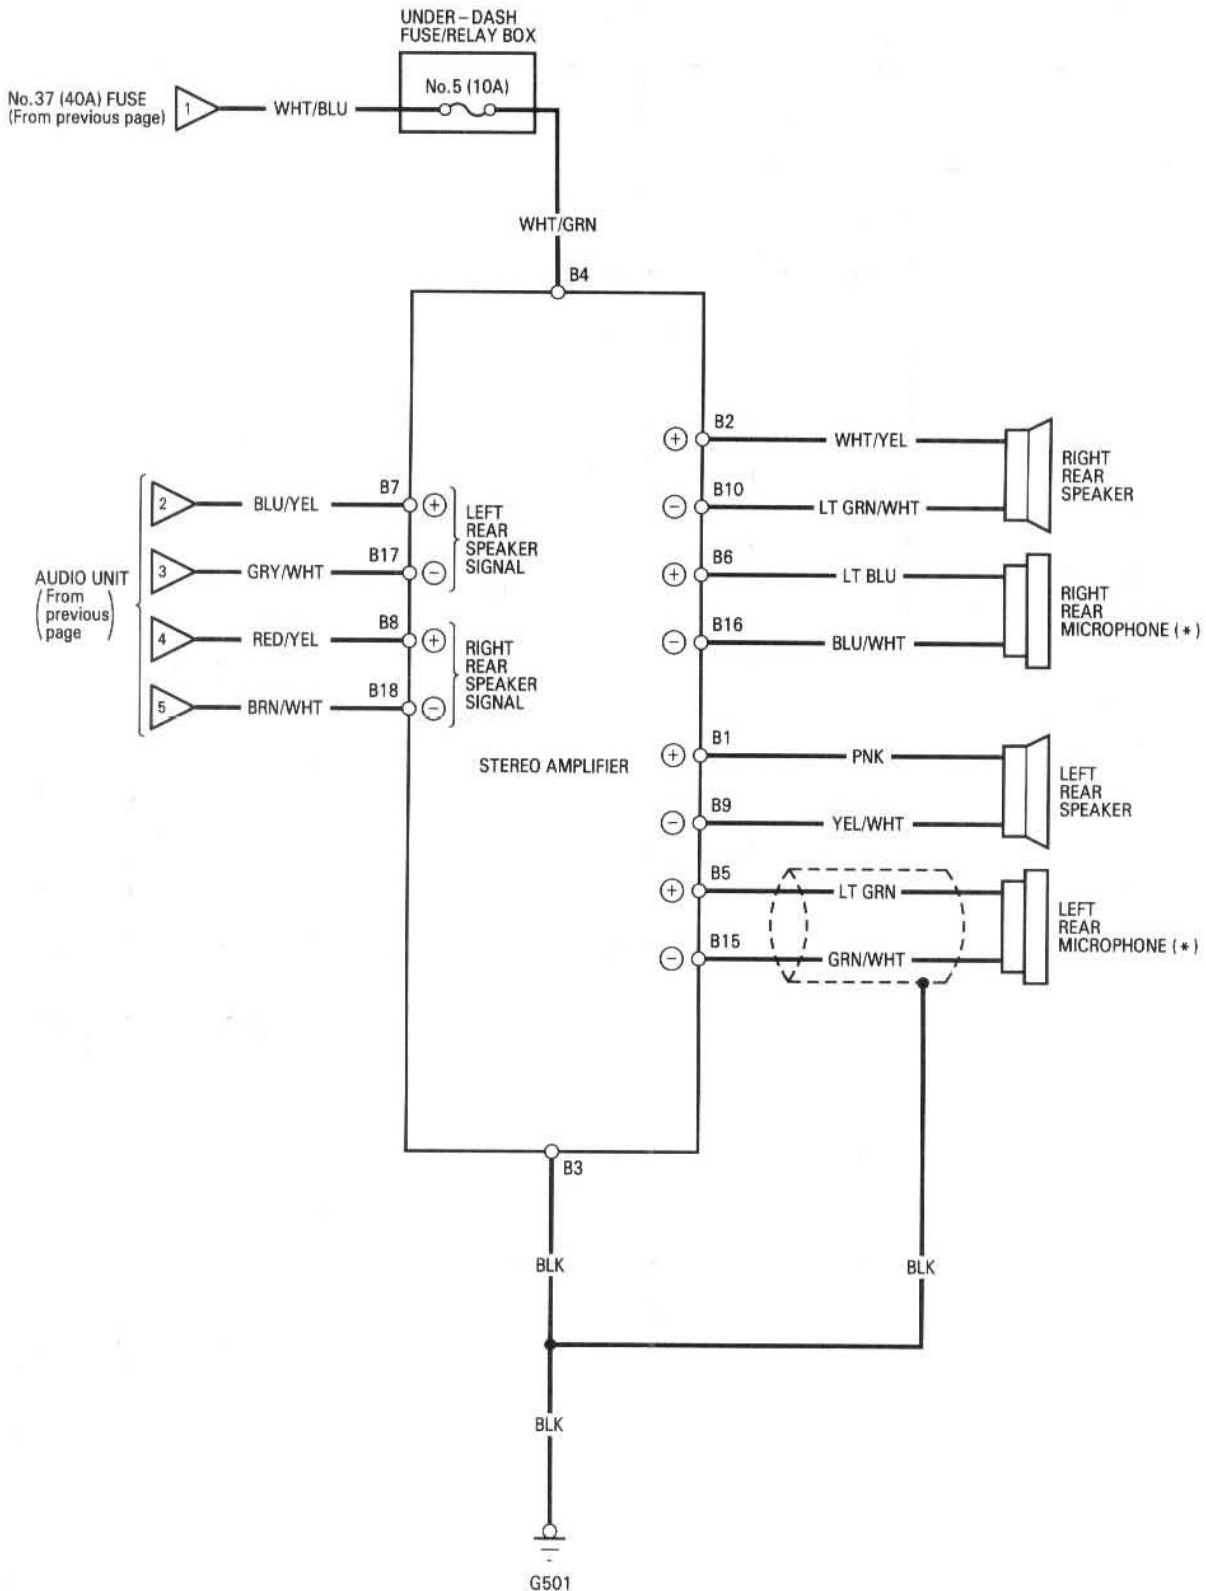 UNDER-DASH
FUSE/RELAY BOX
No.5 (10A)
No.37 (40A) FUSE
(From previous page)
1
WHT/BLU
WHT/GRN
B4
B2
+
WHT/YEL
RIGHT
REAR
SPEAKER
B10
−
LT GRN/WHT
AUDIO UNIT
(From
previous
page)
2
BLU/YEL
B7
+
3
GRY/WHT
B17
−
LEFT
REAR
SPEAKER
SIGNAL
4
RED/YEL
B8
+
5
BRN/WHT
B18
−
RIGHT
REAR
SPEAKER
SIGNAL
B6
+
LT BLU
B16
−
BLU/WHT
RIGHT
REAR
MICROPHONE (*)
STEREO AMPLIFIER
B1
+
PNK
B9
−
YEL/WHT
LEFT
REAR
SPEAKER
B5
+
LT GRN
B15
−
GRN/WHT
LEFT
REAR
MICROPHONE (*)
B3
BLK
BLK
BLK
G501